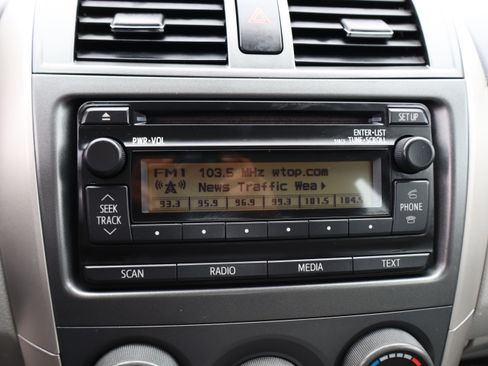 SET UP
PWR·VOL
ENTER·LIST
TUNE·SCROLL
FM1 103.5 MHz wtop.com
News Traffic Wea
93.3 95.9 96.9 99.3 101.5 104.5
SEEK
TRACK
PHONE
SCAN RADIO MEDIA TEXT